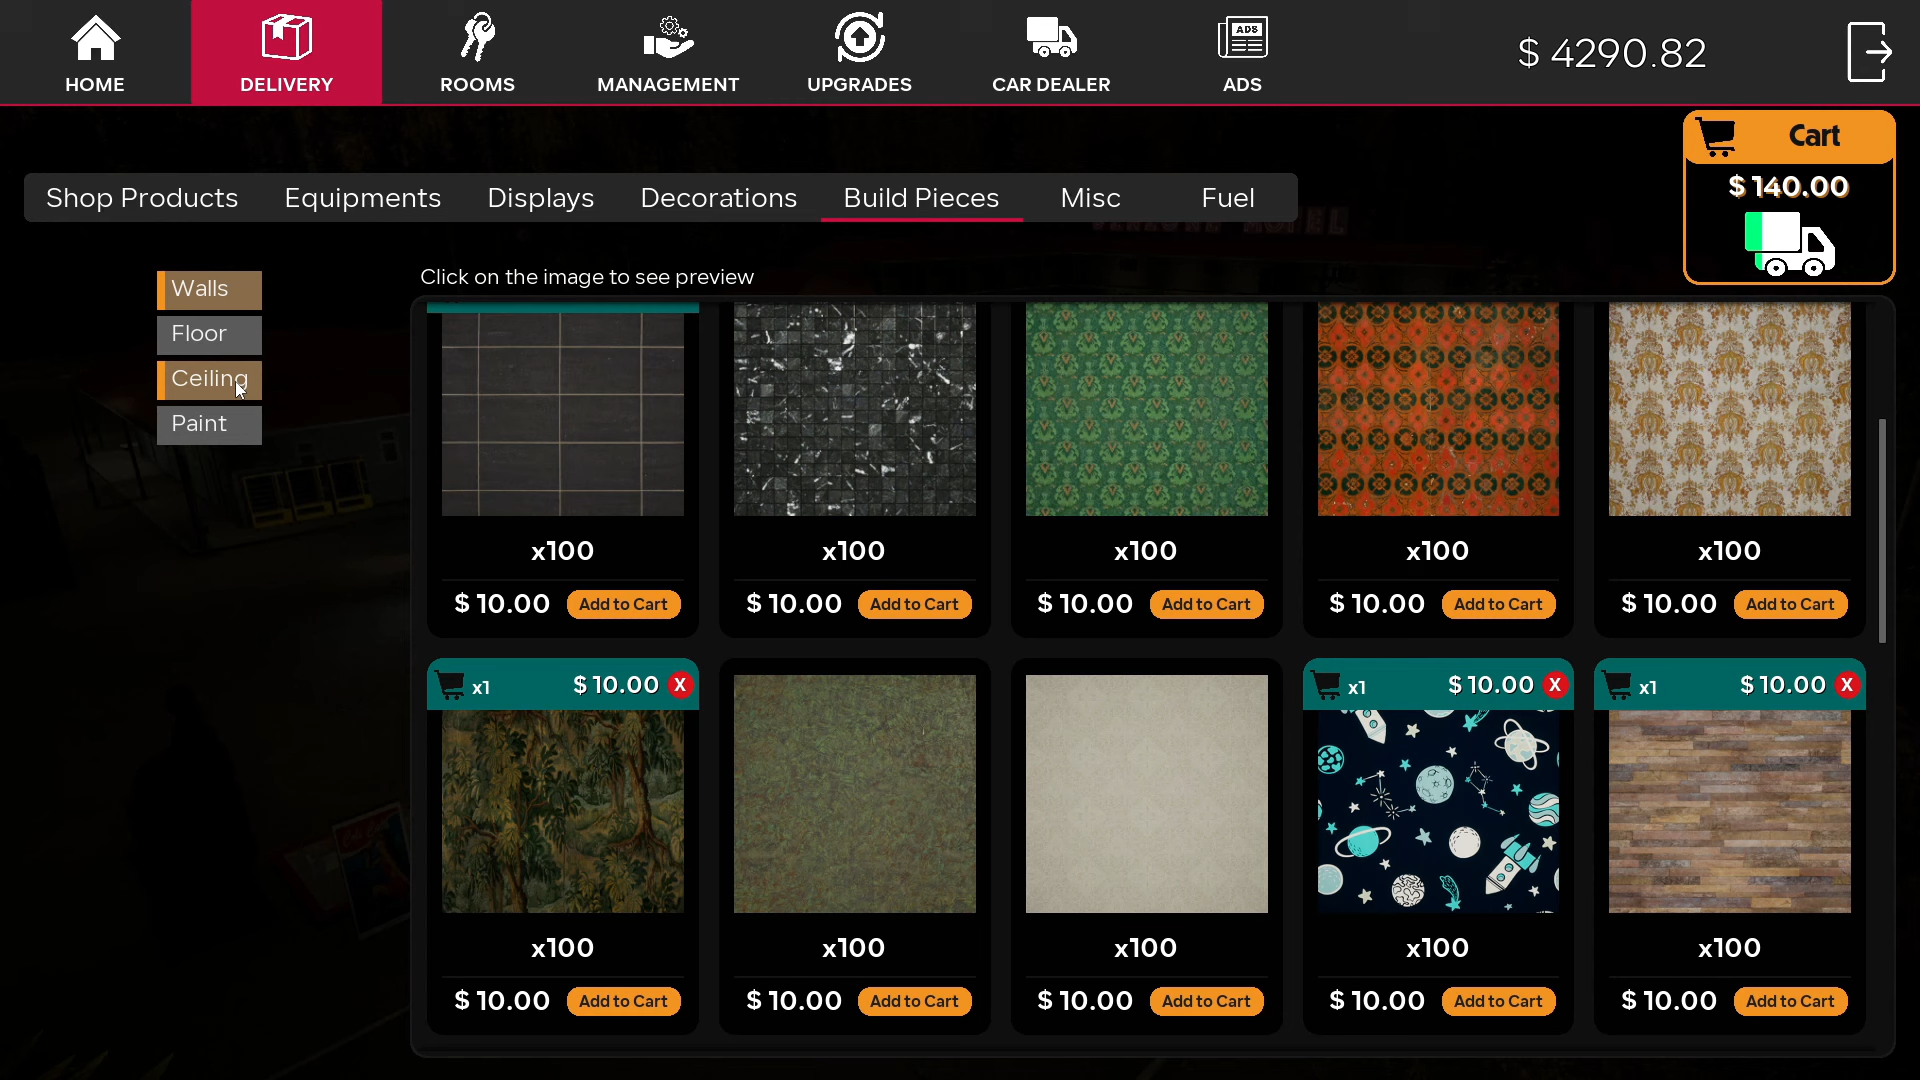 HOME
DELIVERY
ROOMS
MANAGEMENT
UPGRADES
CAR DEALER
ADS
ADS
$ 4290.82
Cart
$ 140.00
Shop Products
Equipments
Displays
Decorations
Build Pieces
Misc
Fuel
Click on the image to see preview
Walls
Floor
Ceiling
Paint
x100
x100
x100
x100
x100
$ 10.00 Add to Cart
$ 10.00 Add to Cart
$ 10.00 Add to Cart
$ 10.00 Add to Cart
$ 10.00 Add to Cart
x1 $ 10.00 X
x1 $ 10.00 X
x1 $ 10.00 X
x100
x100
x100
x100
x100
$ 10.00 Add to Cart
$ 10.00 Add to Cart
$ 10.00 Add to Cart
$ 10.00 Add to Cart
$ 10.00 Add to Cart